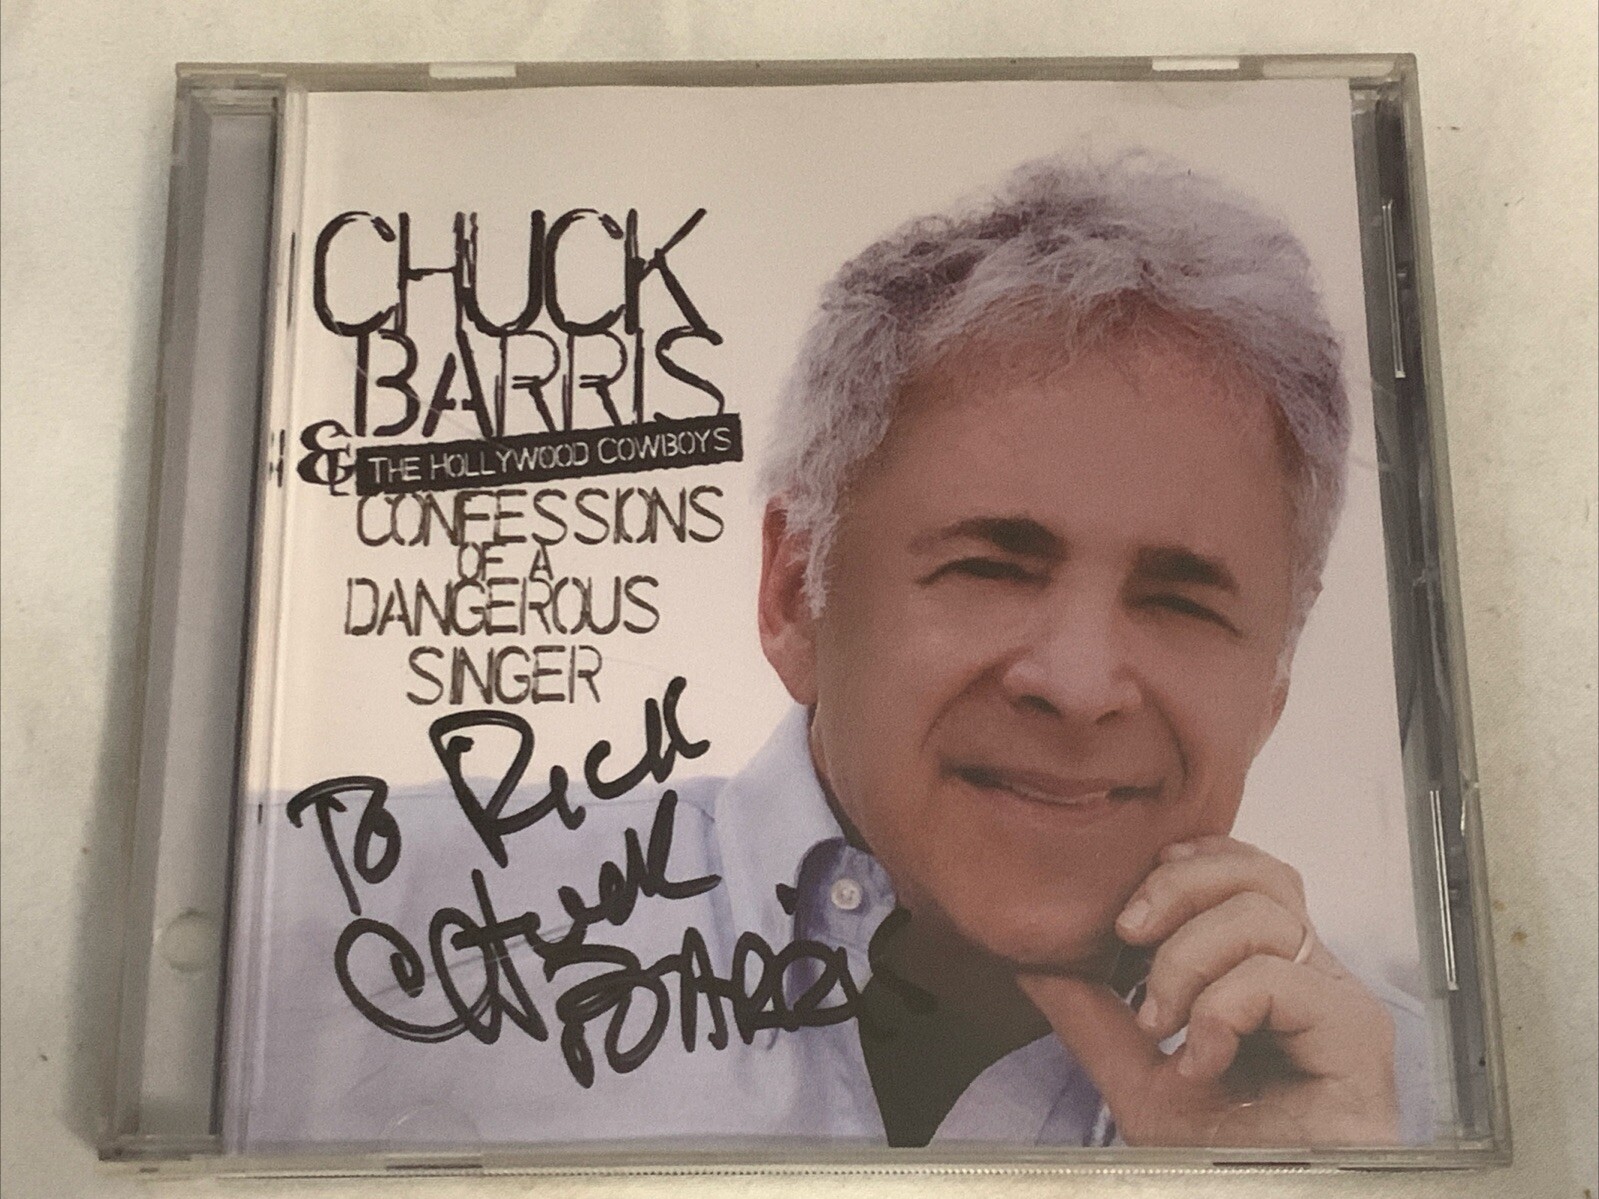 CHUCK
BARRIS
& THE HOLLYWOOD COWBOYS
CONFESSIONS
OF A
DANGEROUS
SINGER
To Rick
Chuck
BARRIS